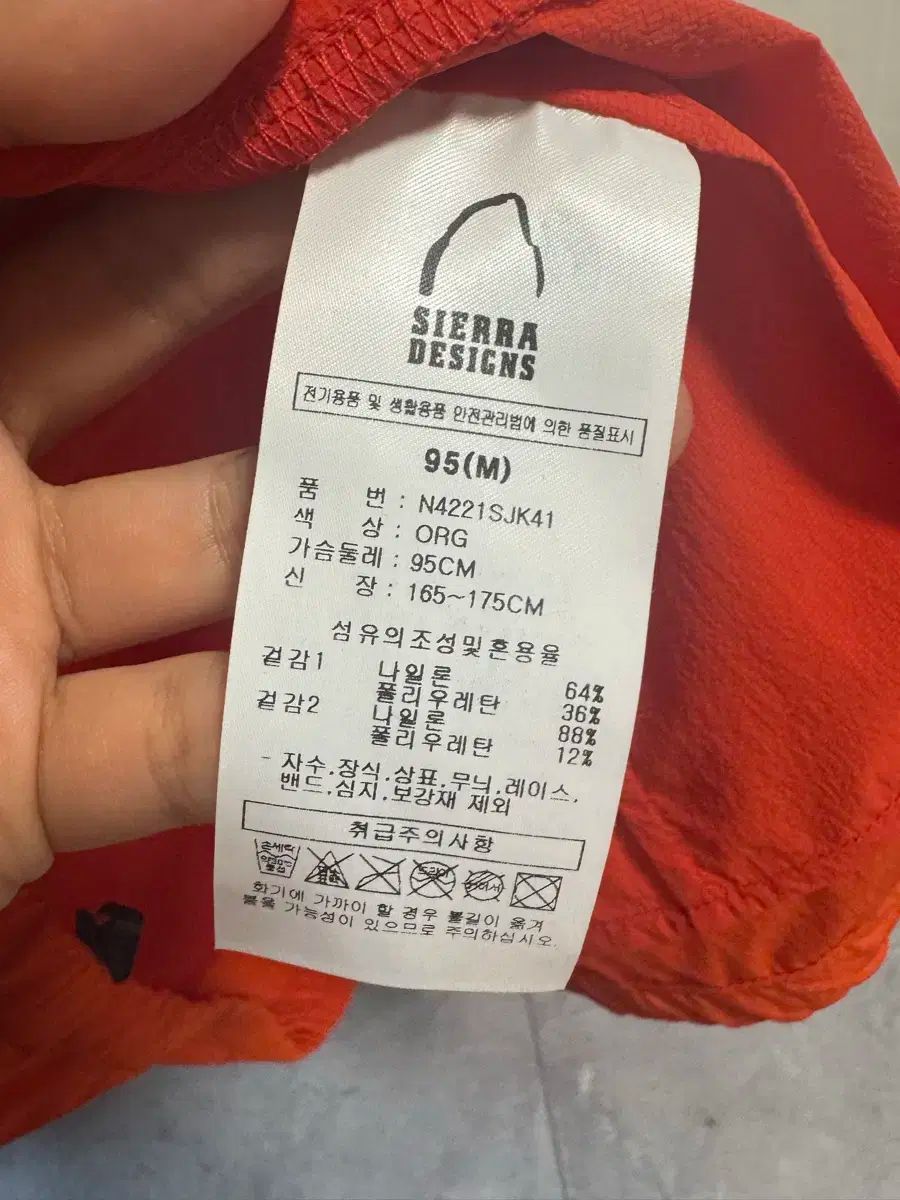 SIERRA
DESIGNS
전기용품 및 생활용품 안전관리법에 의한 품질표시
95(M)
품 번 : N4221SJK41
색 상 : ORG
가슴둘레 : 95CM
신 장 : 165~175CM
섬유의조성및혼용율
겉감1 나일론 64%
폴리우레탄 36%
겉감2 나일론 88%
폴리우레탄 12%
- 자수.장식.상표.무늬.레이스.
밴드.심지.보강재 제외
취급주의사항
손세탁
드라이
화기에 가까이 할 경우 불길이 옮겨
붙을 가능성이 있으므로 주의하십시오.